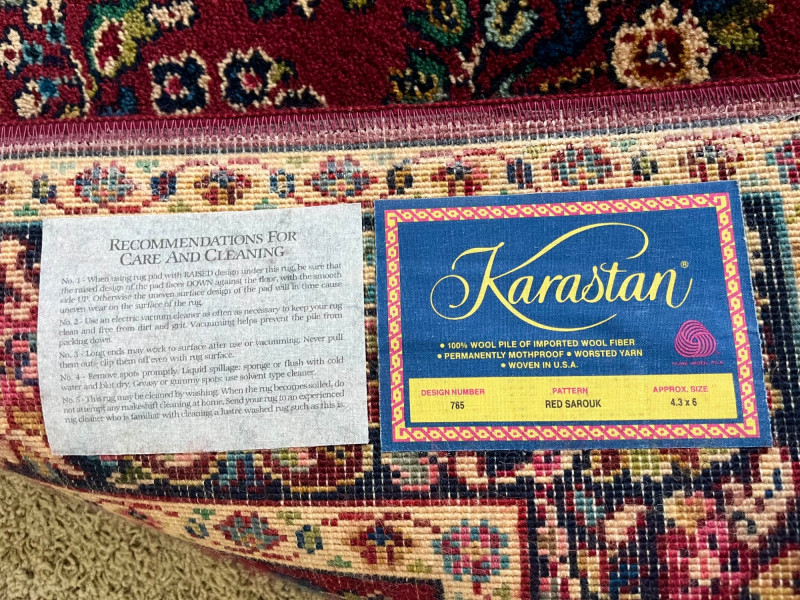 RECOMMENDATIONS FOR
CARE AND CLEANING
No. 1 - When using rug pad with RAISED design under this rug, be sure that
the raised design of the pad faces DOWN against the floor, with the smooth
side UP. Otherwise the uneven surface design of the pad will in time cause
uneven wear on the surface of the rug.
No. 2 - Use an electric vacuum cleaner as often as necessary to keep your rug
clean and free from dirt and grit. Vacuuming helps prevent the pile from
packing down.
No. 3 - Long ends may work to surface after use or vacuuming. Never pull
them out; clip them off even with rug surface.
No. 4 - Remove spots promptly. Liquid spillage: sponge or flush with cold
water and blot dry. Greasy or gummy spots: use solvent type cleaner.
No. 5 - This rug may be cleaned by washing. When the rug becomes soiled, do
not attempt any makeshift cleaning at home. Send your rug to an experienced
rug cleaner who is familiar with cleaning a lustre washed rug such as this is.
Karastan®
• 100% WOOL PILE OF IMPORTED WOOL FIBER
• PERMANENTLY MOTHPROOF • WORSTED YARN
• WOVEN IN U.S.A.
PURE WOOL PILE
DESIGN NUMBER PATTERN APPROX. SIZE
785 RED SAROUK 4.3 x 6